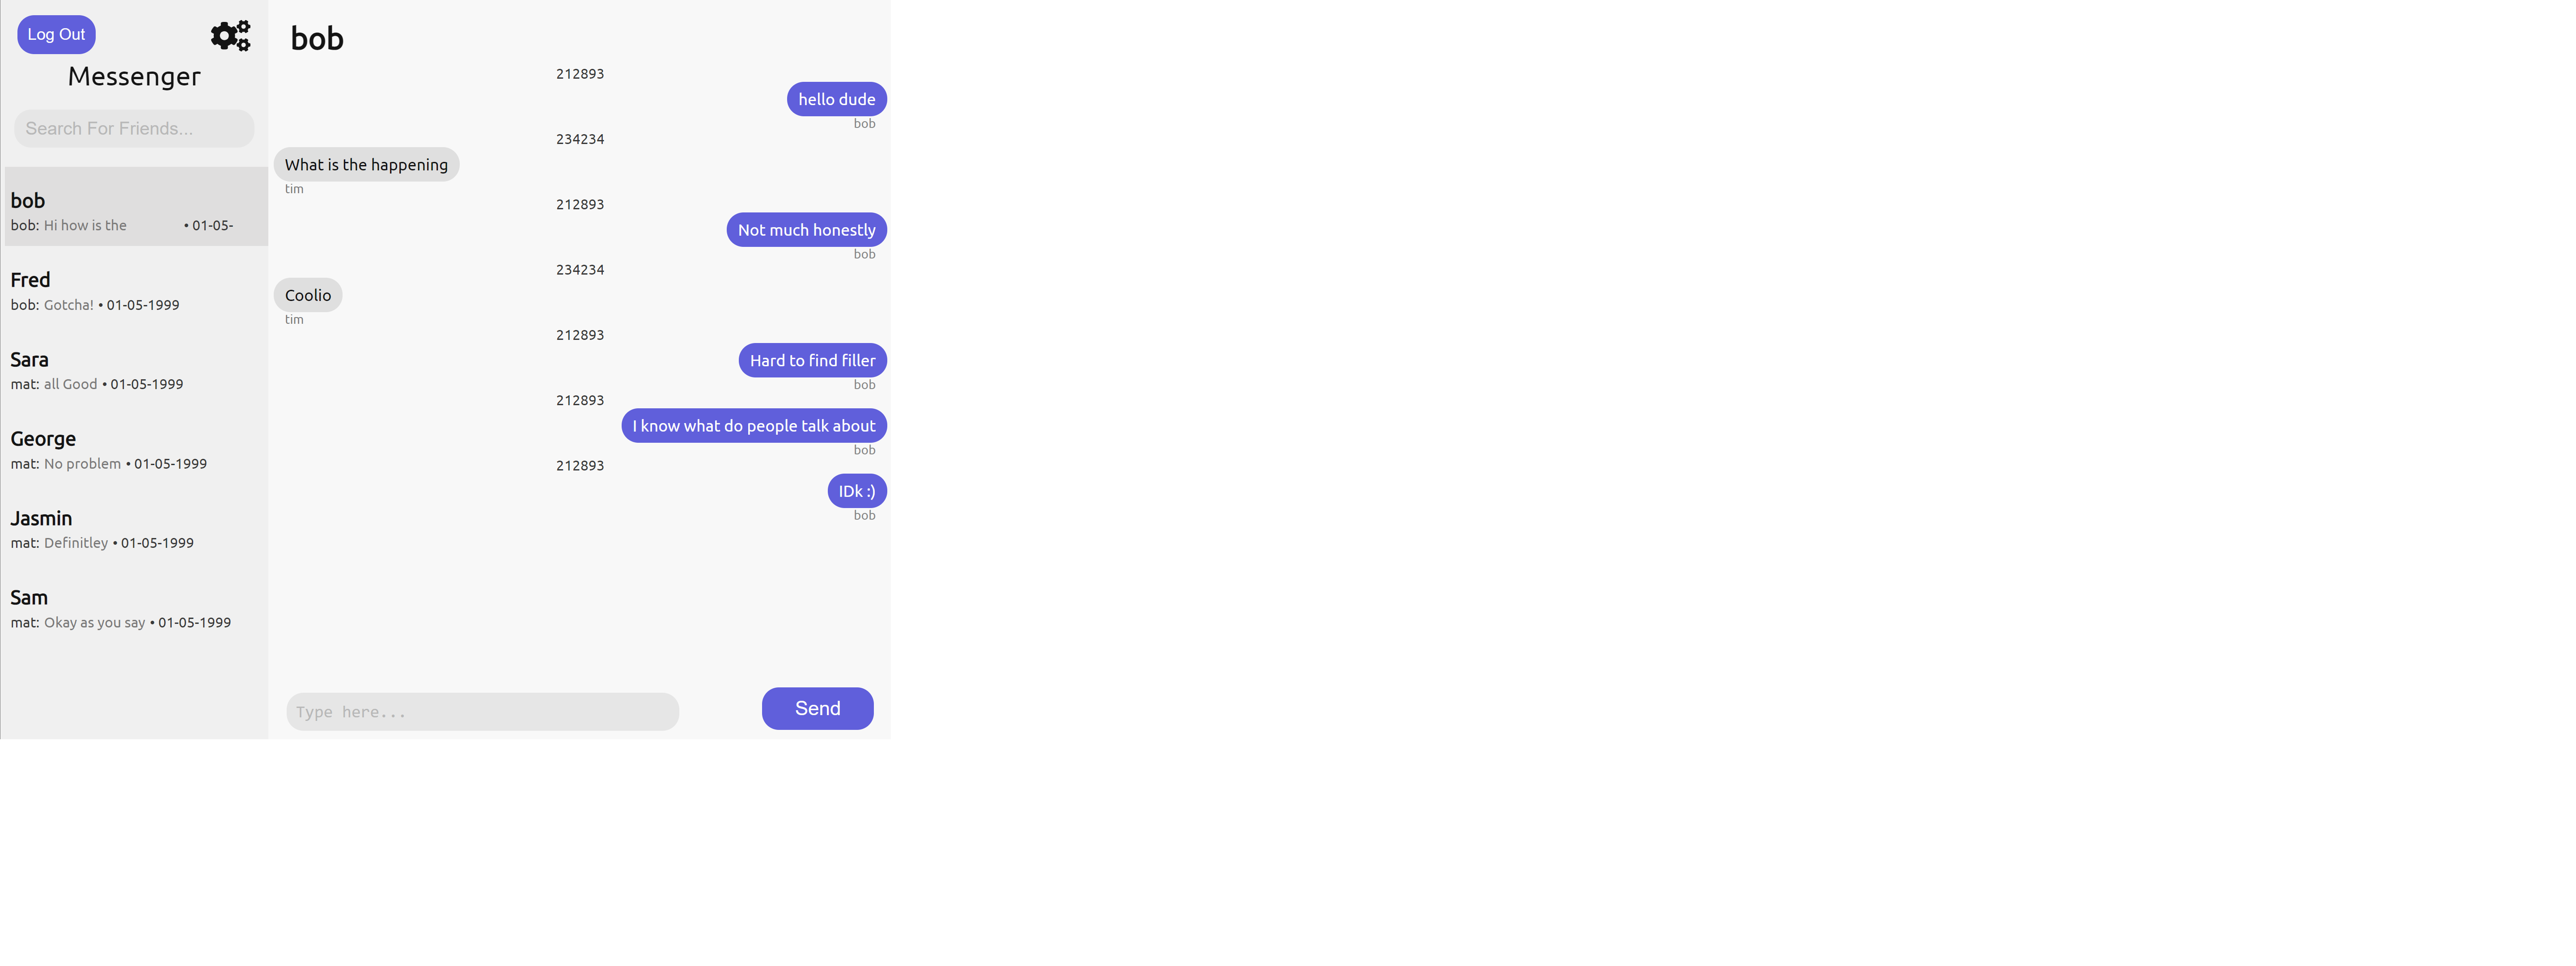 Log Out
Messenger
Search For Friends...
bob
bob: Hi how is the • 01-05-
Fred
bob: Gotcha! • 01-05-1999
Sara
mat: all Good • 01-05-1999
George
mat: No problem • 01-05-1999
Jasmin
mat: Definitley • 01-05-1999
Sam
mat: Okay as you say • 01-05-1999
bob
212893
hello dude
bob
234234
What is the happening
tim
212893
Not much honestly
bob
234234
Coolio
tim
212893
Hard to find filler
bob
212893
I know what do people talk about
bob
212893
IDk :)
bob
Type here...
Send